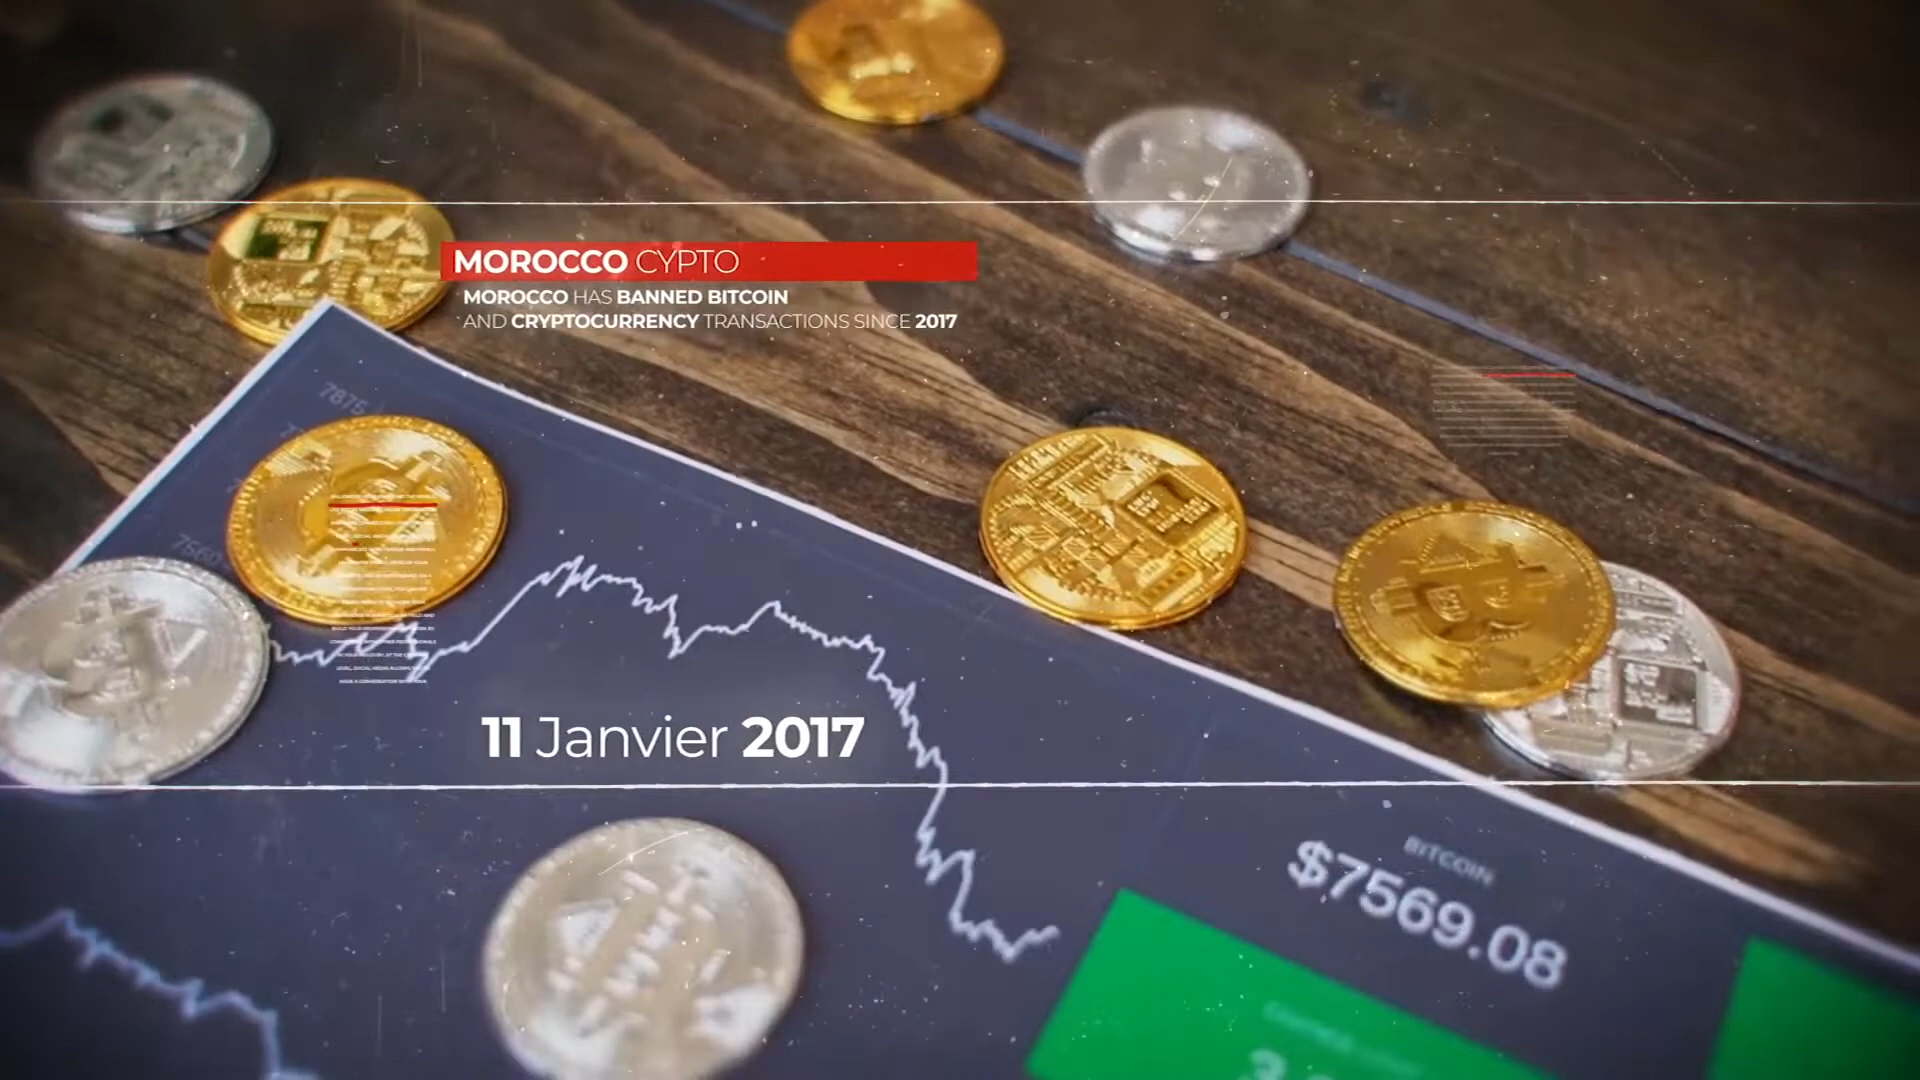 MOROCCO CYPTO
MOROCCO HAS BANNED BITCOIN
AND CRYPTOCURRENCY TRANSACTIONS SINCE 2017
7875
7560
11 Janvier 2017
BITCOIN
$7569.08